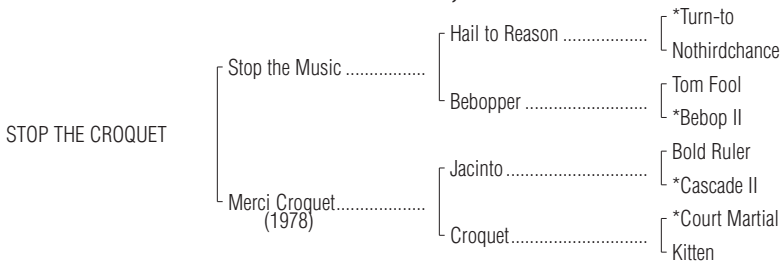 *Turn-to
Hail to Reason ..................
Nothirdchance
Stop the Music .................
Tom Fool
Bebopper ..........................
*Bebop II
STOP THE CROQUET
Bold Ruler
Jacinto ..............................
*Cascade II
Merci Croquet...................
(1978)
*Court Martial
Croquet.............................
Kitten